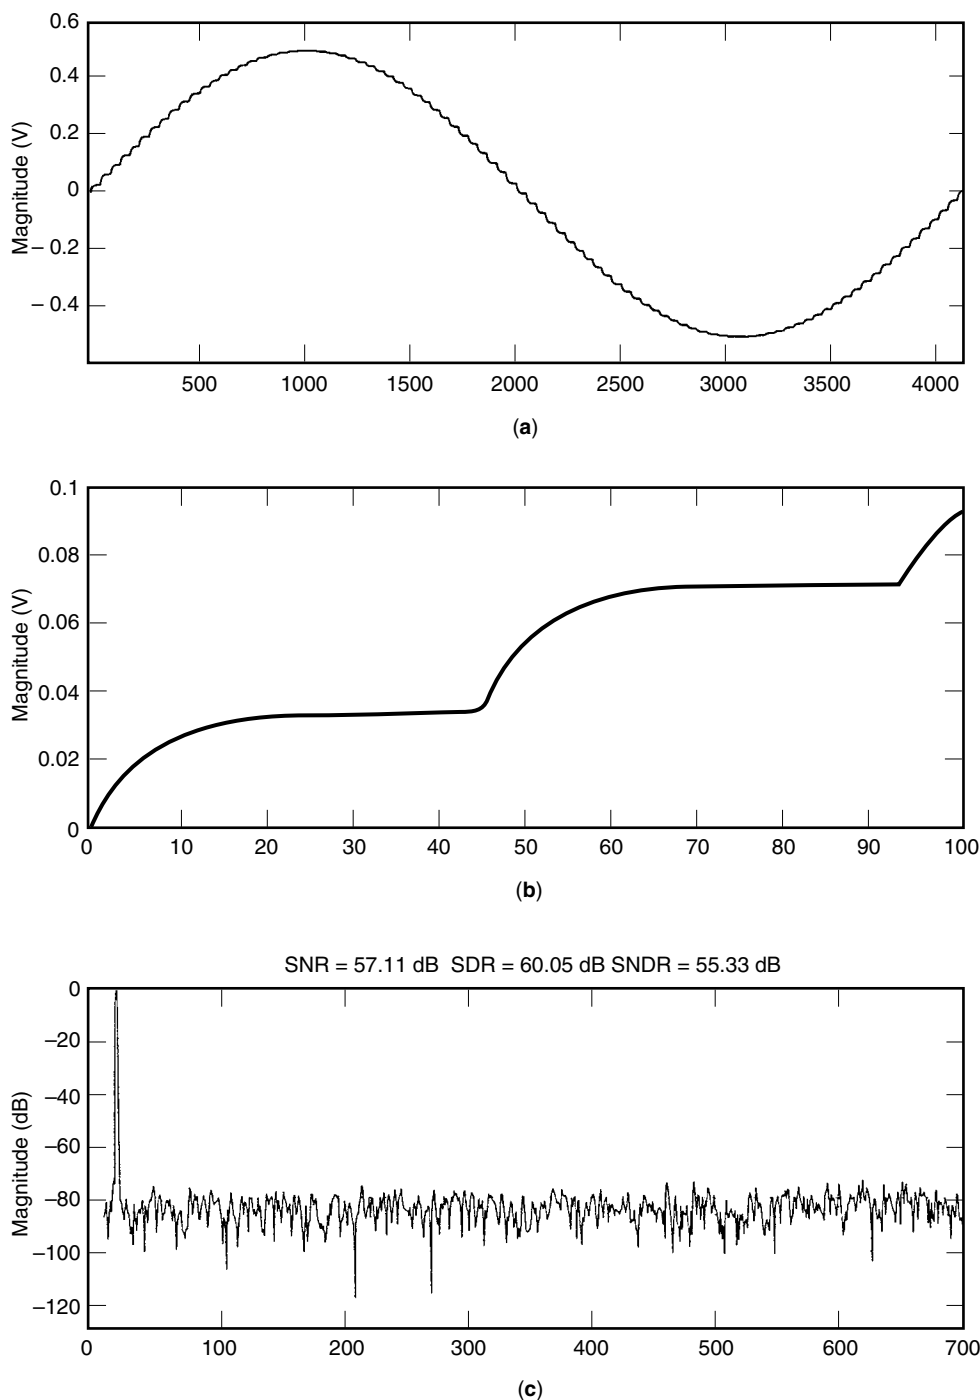 0.6
0.4
0.2
0
– 0.2
– 0.4
Magnitude (V)
500 1000 1500 2000 2500 3000 3500 4000
(a)
0.1
0.08
0.06
0.04
0.02
0
Magnitude (V)
0 10 20 30 40 50 60 70 80 90 100
(b)
SNR = 57.11 dB SDR = 60.05 dB SNDR = 55.33 dB
0
–20
–40
–60
–80
–100
–120
Magnitude (dB)
0 100 200 300 400 500 600 700
(c)